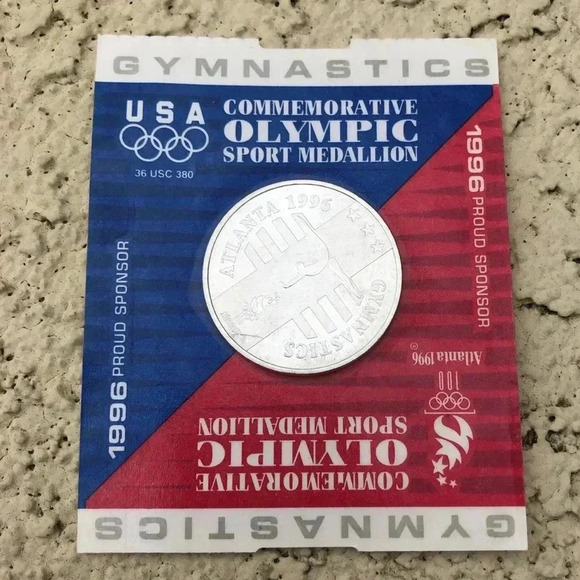 GYMNASTICS
USA
36 USC 380
COMMEMORATIVE
OLYMPIC
SPORT MEDALLION
1996 PROUD SPONSOR
1996 PROUD SPONSOR
ATLANTA 1996
GYMNASTICS
Atlanta 1996
100
COMMEMORATIVE
OLYMPIC
SPORT MEDALLION
GYMNASTICS